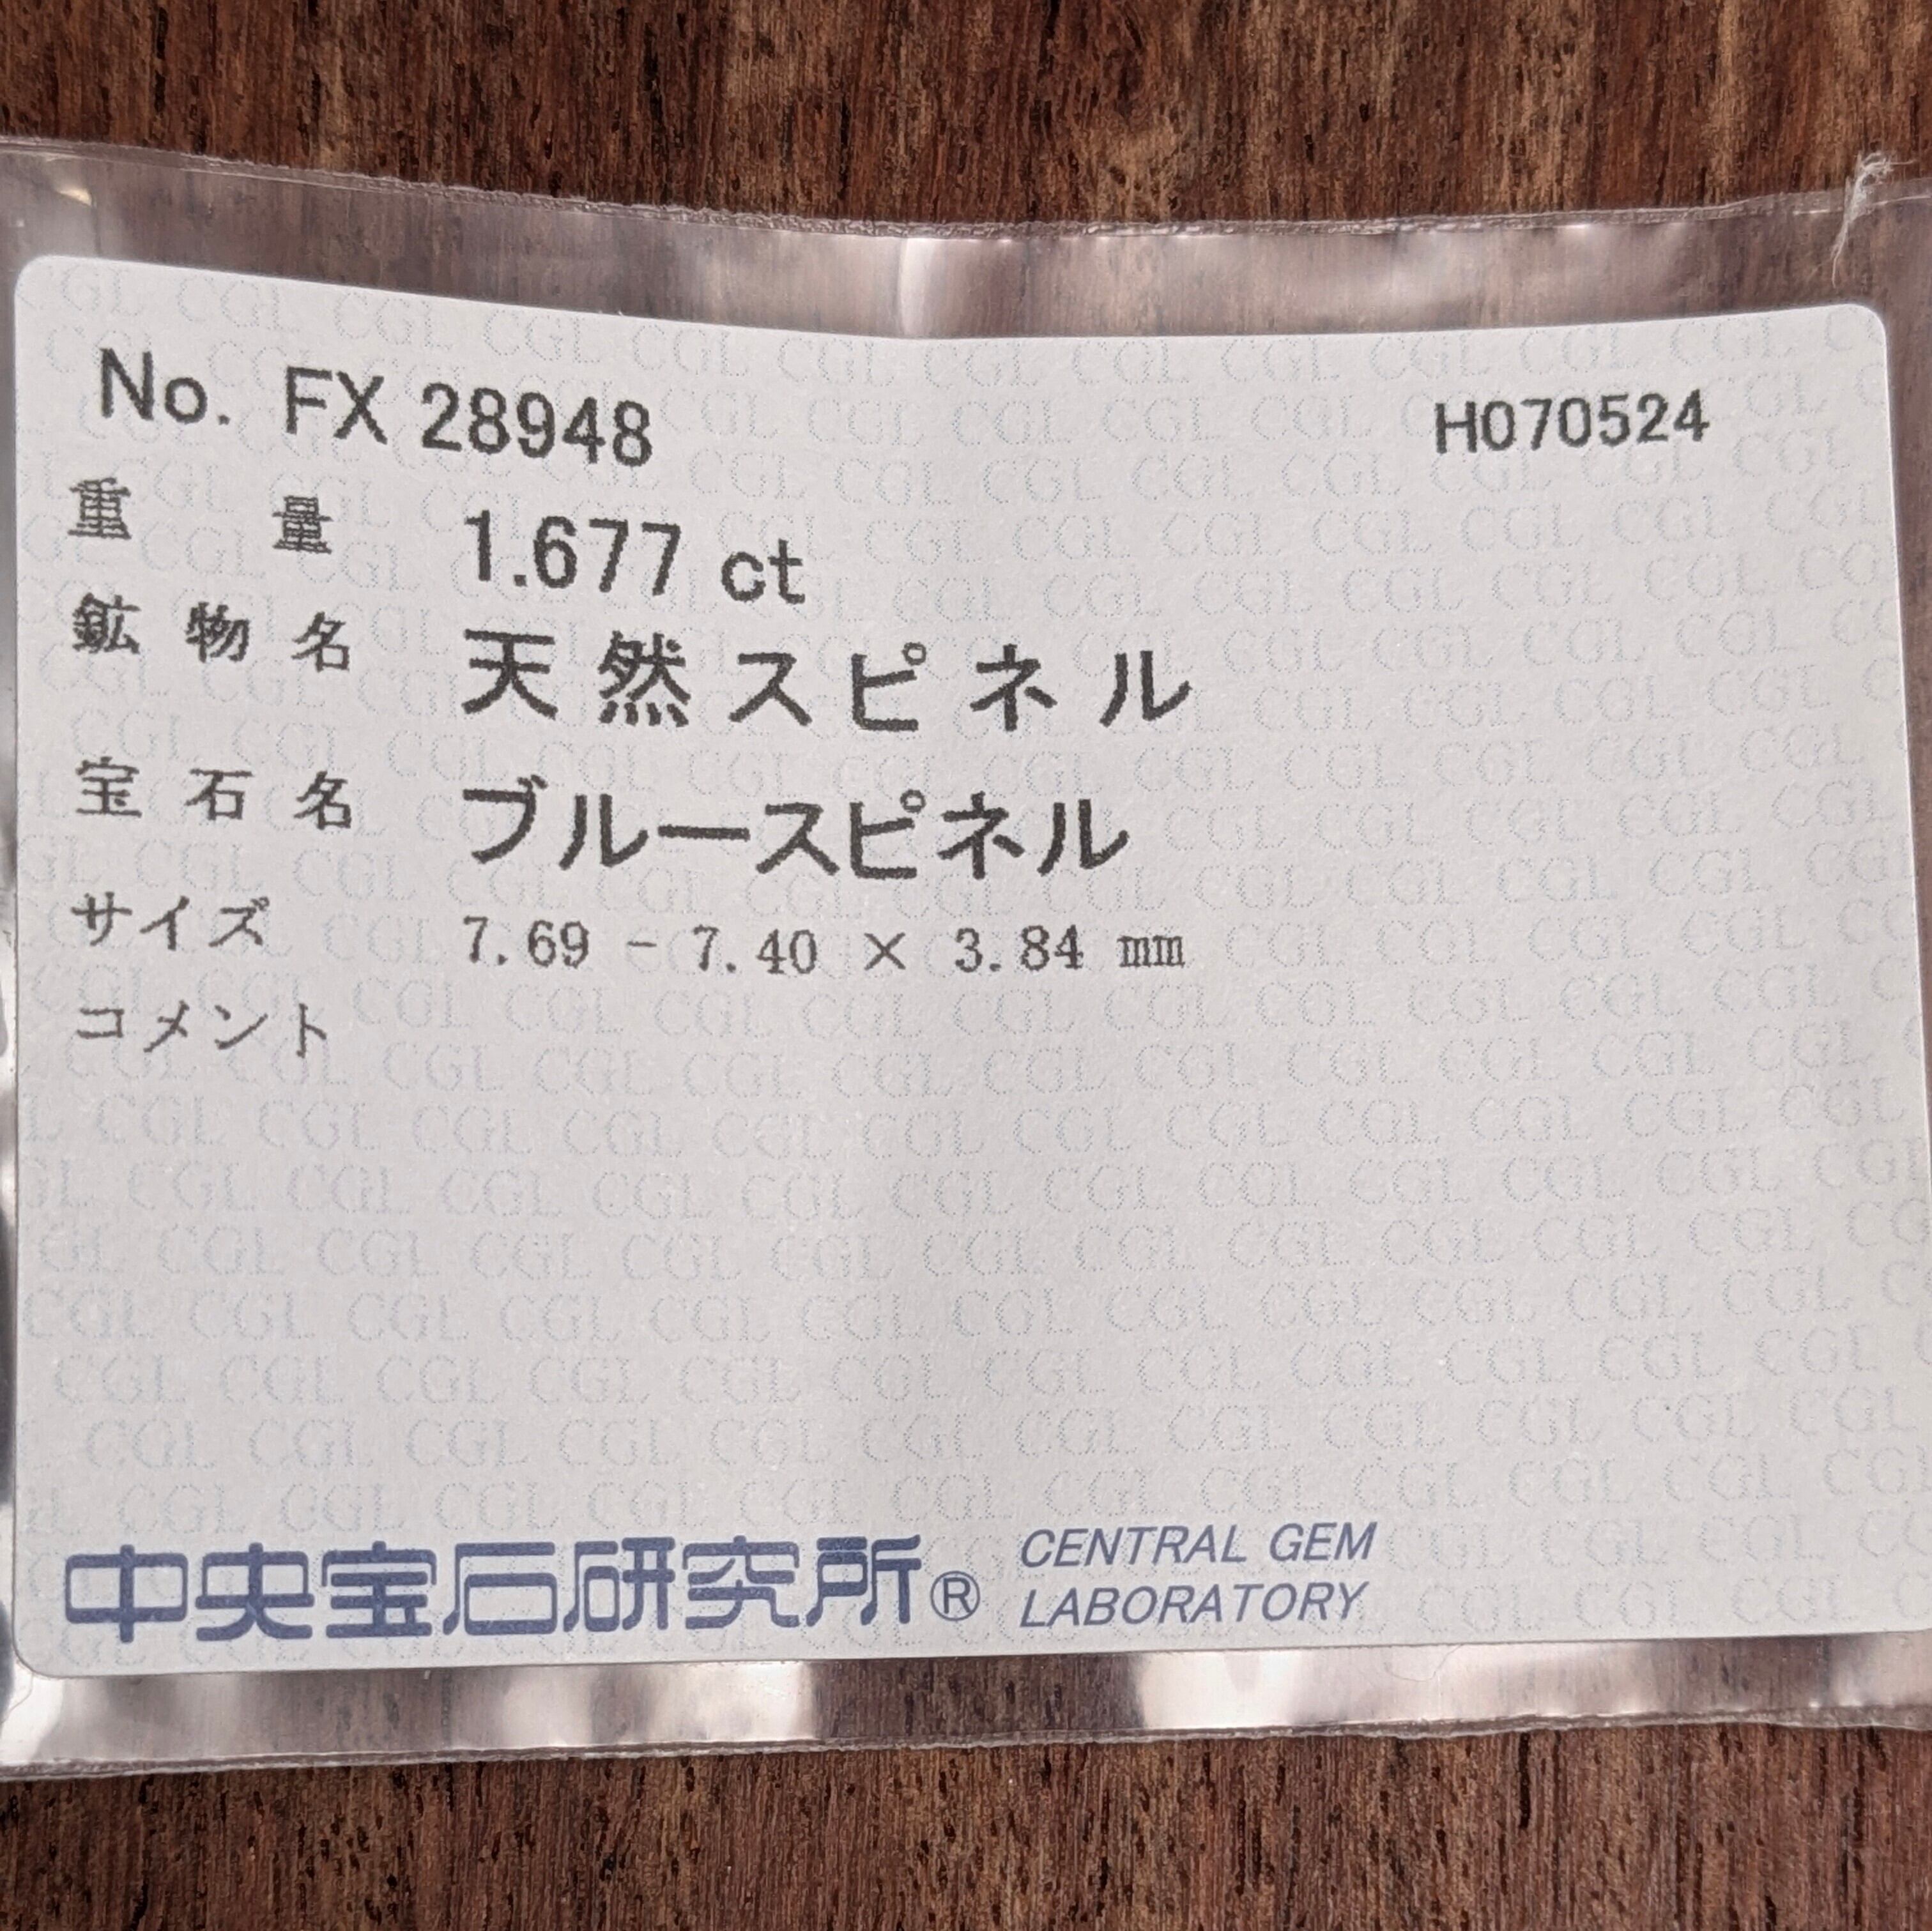 No. FX 28948 H070524
重量 1.677 ct
鉱物名 天然スピネル
宝石名 ブルースピネル
サイズ 7.69 - 7.40 × 3.84 mm
コメント
中央宝石研究所® CENTRAL GEM
LABORATORY